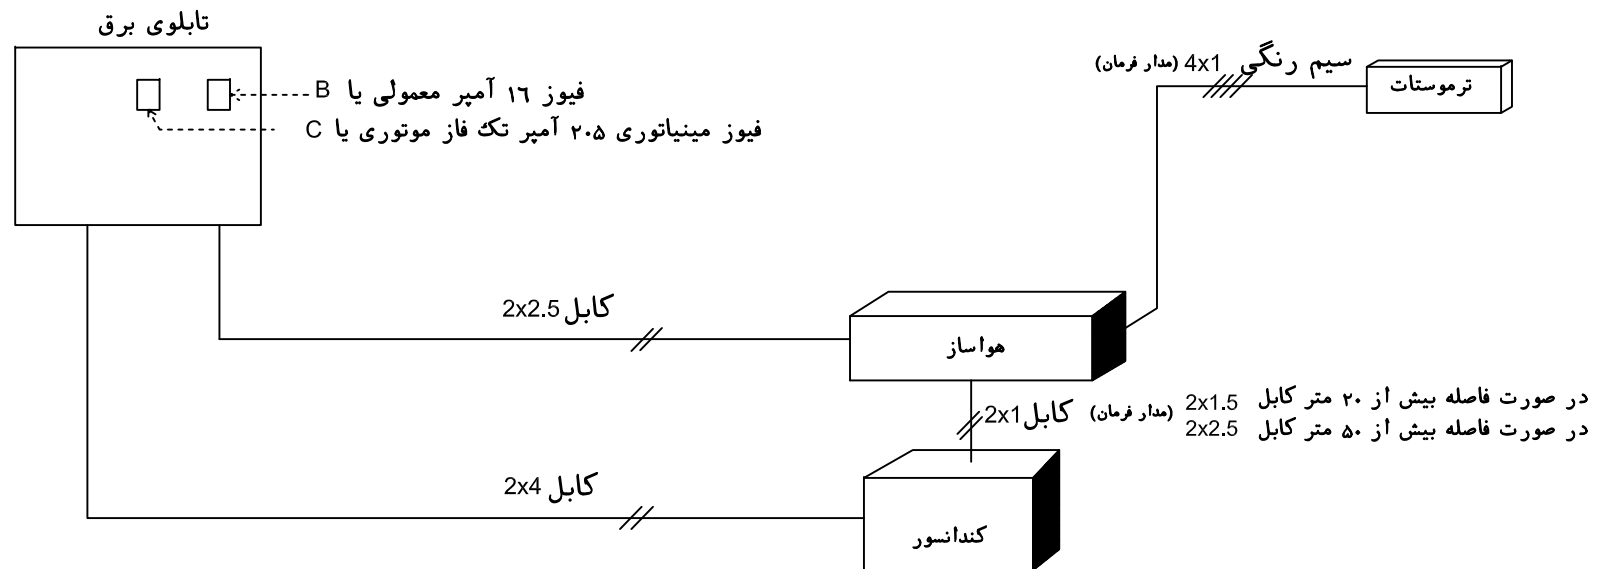 تابلوی برق
سیم رنگی 4x1 (مدار فرمان)
ترموستات
فیوز ۱۶ آمپر معمولی یا B
فیوز مینیاتوری ۲۰۵ آمپر تک فاز موتوری یا C
کابل 2x2.5
هواساز
کابل 2x1 (مدار فرمان)
در صورت فاصله بیش از ۲۰ متر کابل 2x1.5
در صورت فاصله بیش از ۵۰ متر کابل 2x2.5
کابل 2x4
کندانسور